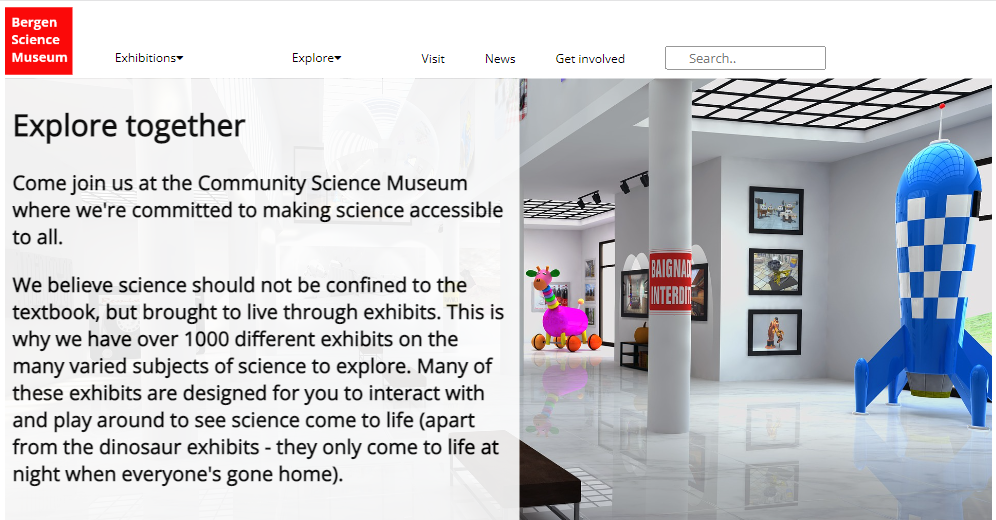 Bergen
Science
Museum
Exhibitions
Explore
Visit
News
Get involved
Search..
Explore together
Come join us at the Community Science Museum
where we're committed to making science accessible
to all.
We believe science should not be confined to the
textbook, but brought to live through exhibits. This is
why we have over 1000 different exhibits on the
many varied subjects of science to explore. Many of
these exhibits are designed for you to interact with
and play around to see science come to life (apart
from the dinosaur exhibits - they only come to life at
night when everyone's gone home).
BAIGNAD
INTERDI